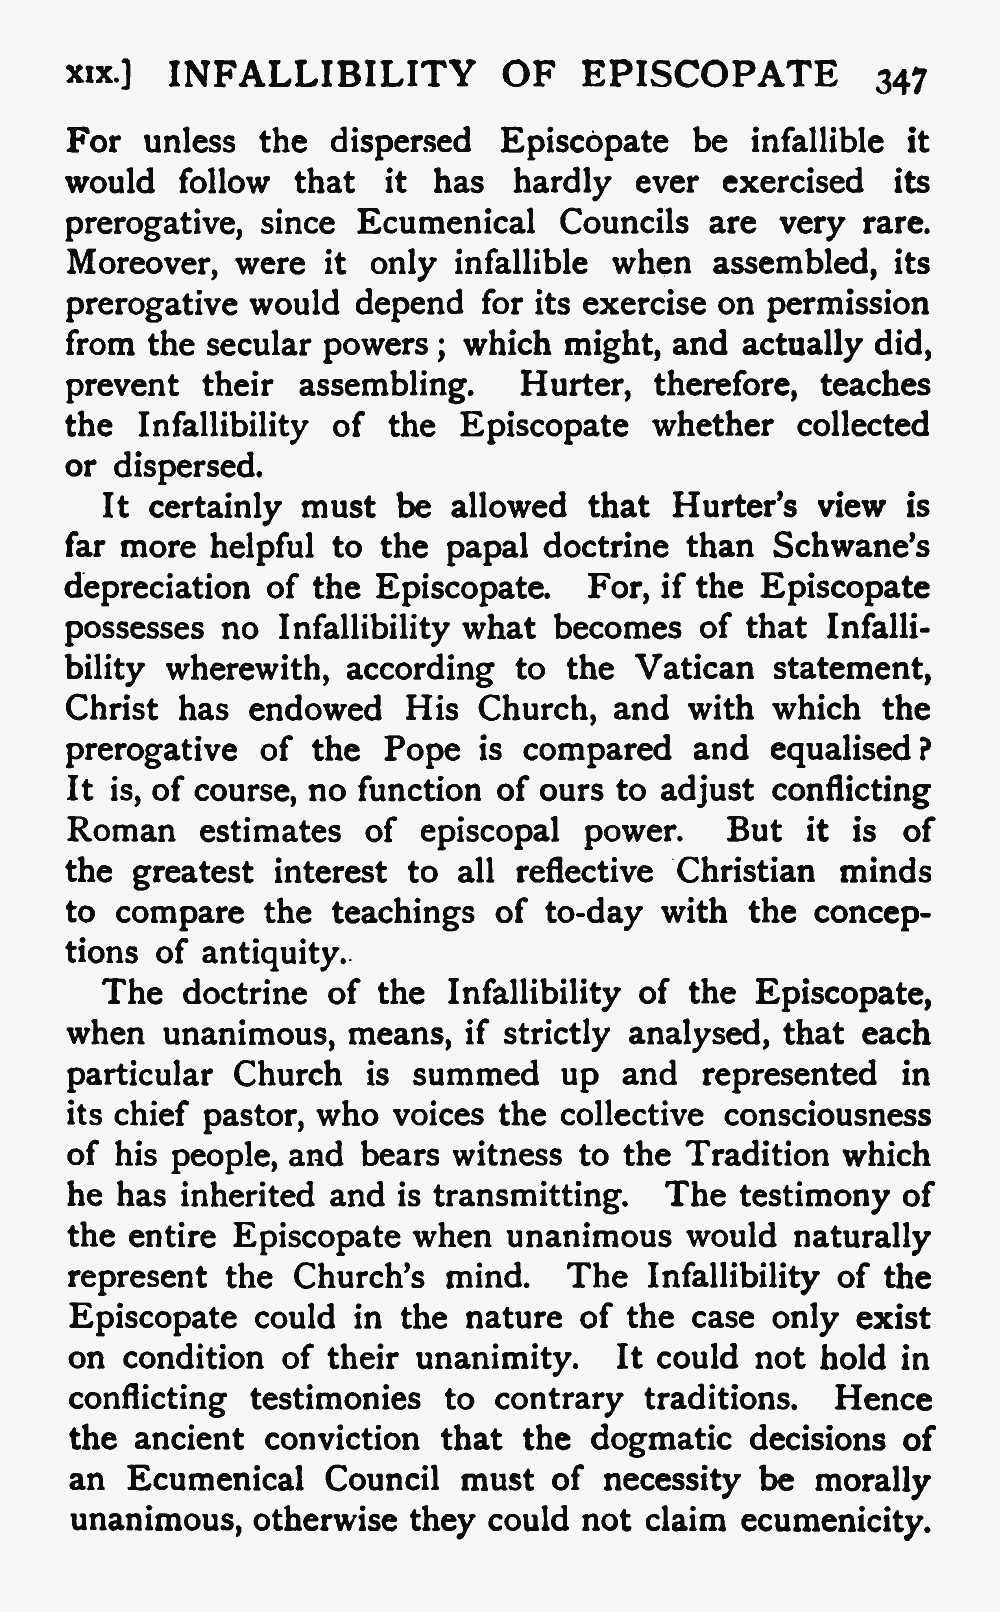 XIX.] INFALLIBILITY OF EPISCOPATE 347
For unless the dispersed Episcopate be infallible it
would follow that it has hardly ever exercised its
prerogative, since Ecumenical Councils are very rare.
Moreover, were it only infallible when assembled, its
prerogative would depend for its exercise on permission
from the secular powers ; which might, and actually did,
prevent their assembling. Hurter, therefore, teaches
the Infallibility of the Episcopate whether collected
or dispersed.
It certainly must be allowed that Hurter's view is
far more helpful to the papal doctrine than Schwane's
depreciation of the Episcopate. For, if the Episcopate
possesses no Infallibility what becomes of that Infalli-
bility wherewith, according to the Vatican statement,
Christ has endowed His Church, and with which the
prerogative of the Pope is compared and equalised ?
It is, of course, no function of ours to adjust conflicting
Roman estimates of episcopal power. But it is of
the greatest interest to all reflective Christian minds
to compare the teachings of to-day with the concep-
tions of antiquity.
The doctrine of the Infallibility of the Episcopate,
when unanimous, means, if strictly analysed, that each
particular Church is summed up and represented in
its chief pastor, who voices the collective consciousness
of his people, and bears witness to the Tradition which
he has inherited and is transmitting. The testimony of
the entire Episcopate when unanimous would naturally
represent the Church's mind. The Infallibility of the
Episcopate could in the nature of the case only exist
on condition of their unanimity. It could not hold in
conflicting testimonies to contrary traditions. Hence
the ancient conviction that the dogmatic decisions of
an Ecumenical Council must of necessity be morally
unanimous, otherwise they could not claim ecumenicity.